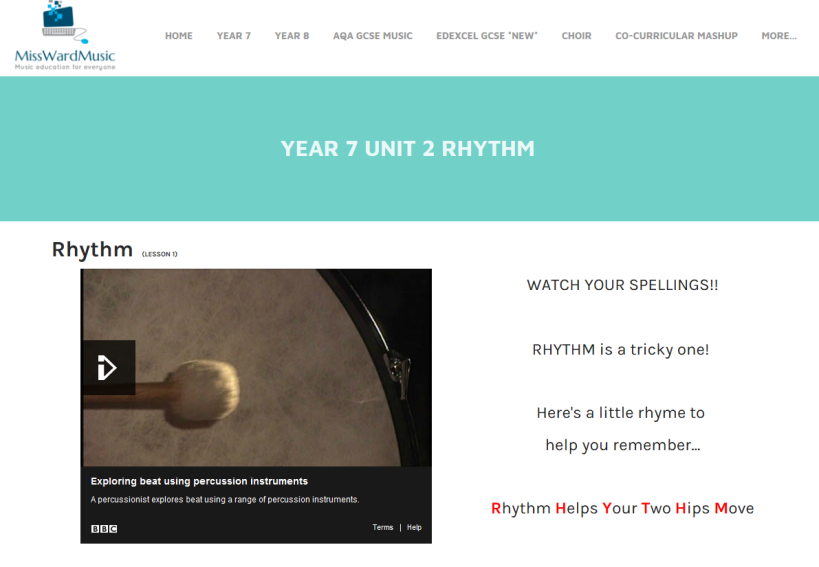 MissWardMusic
Music education for everyone
HOME YEAR 7 YEAR 8 AQA GCSE MUSIC EDEXCEL GCSE *NEW* CHOIR CO-CURRICULAR MASHUP MORE...
YEAR 7 UNIT 2 RHYTHM
Rhythm (LESSON 1)
Exploring beat using percussion instruments
A percussionist explores beat using a range of percussion instruments.
BBC Terms | Help
WATCH YOUR SPELLINGS!!
RHYTHM is a tricky one!
Here's a little rhyme to
help you remember...
Rhythm Helps Your Two Hips Move